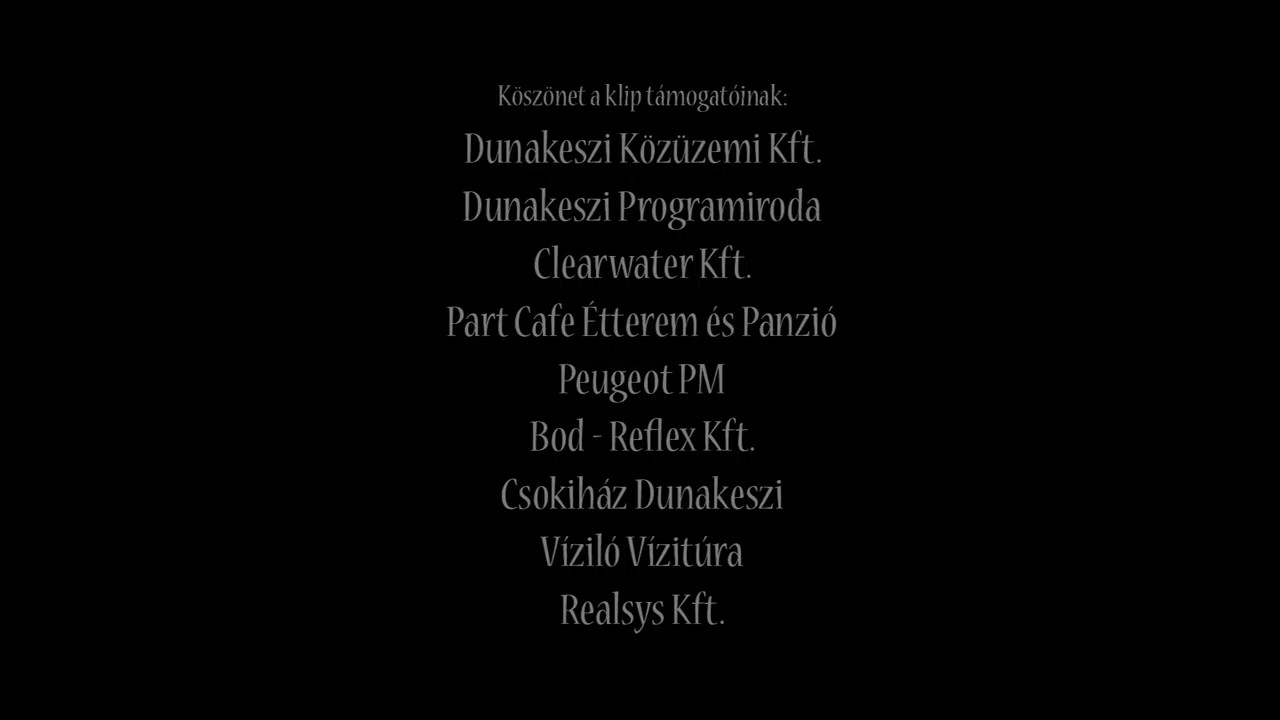 Köszönet a klip támogatóinak:
Dunakeszi Közüzemi Kft.
Dunakeszi Programiroda
Clearwater Kft.
Part Cafe Étterem és Panzió
Peugeot PM
Bod - Reflex Kft.
Csokiház Dunakeszi
Víziló Vízitúra
Realsys Kft.